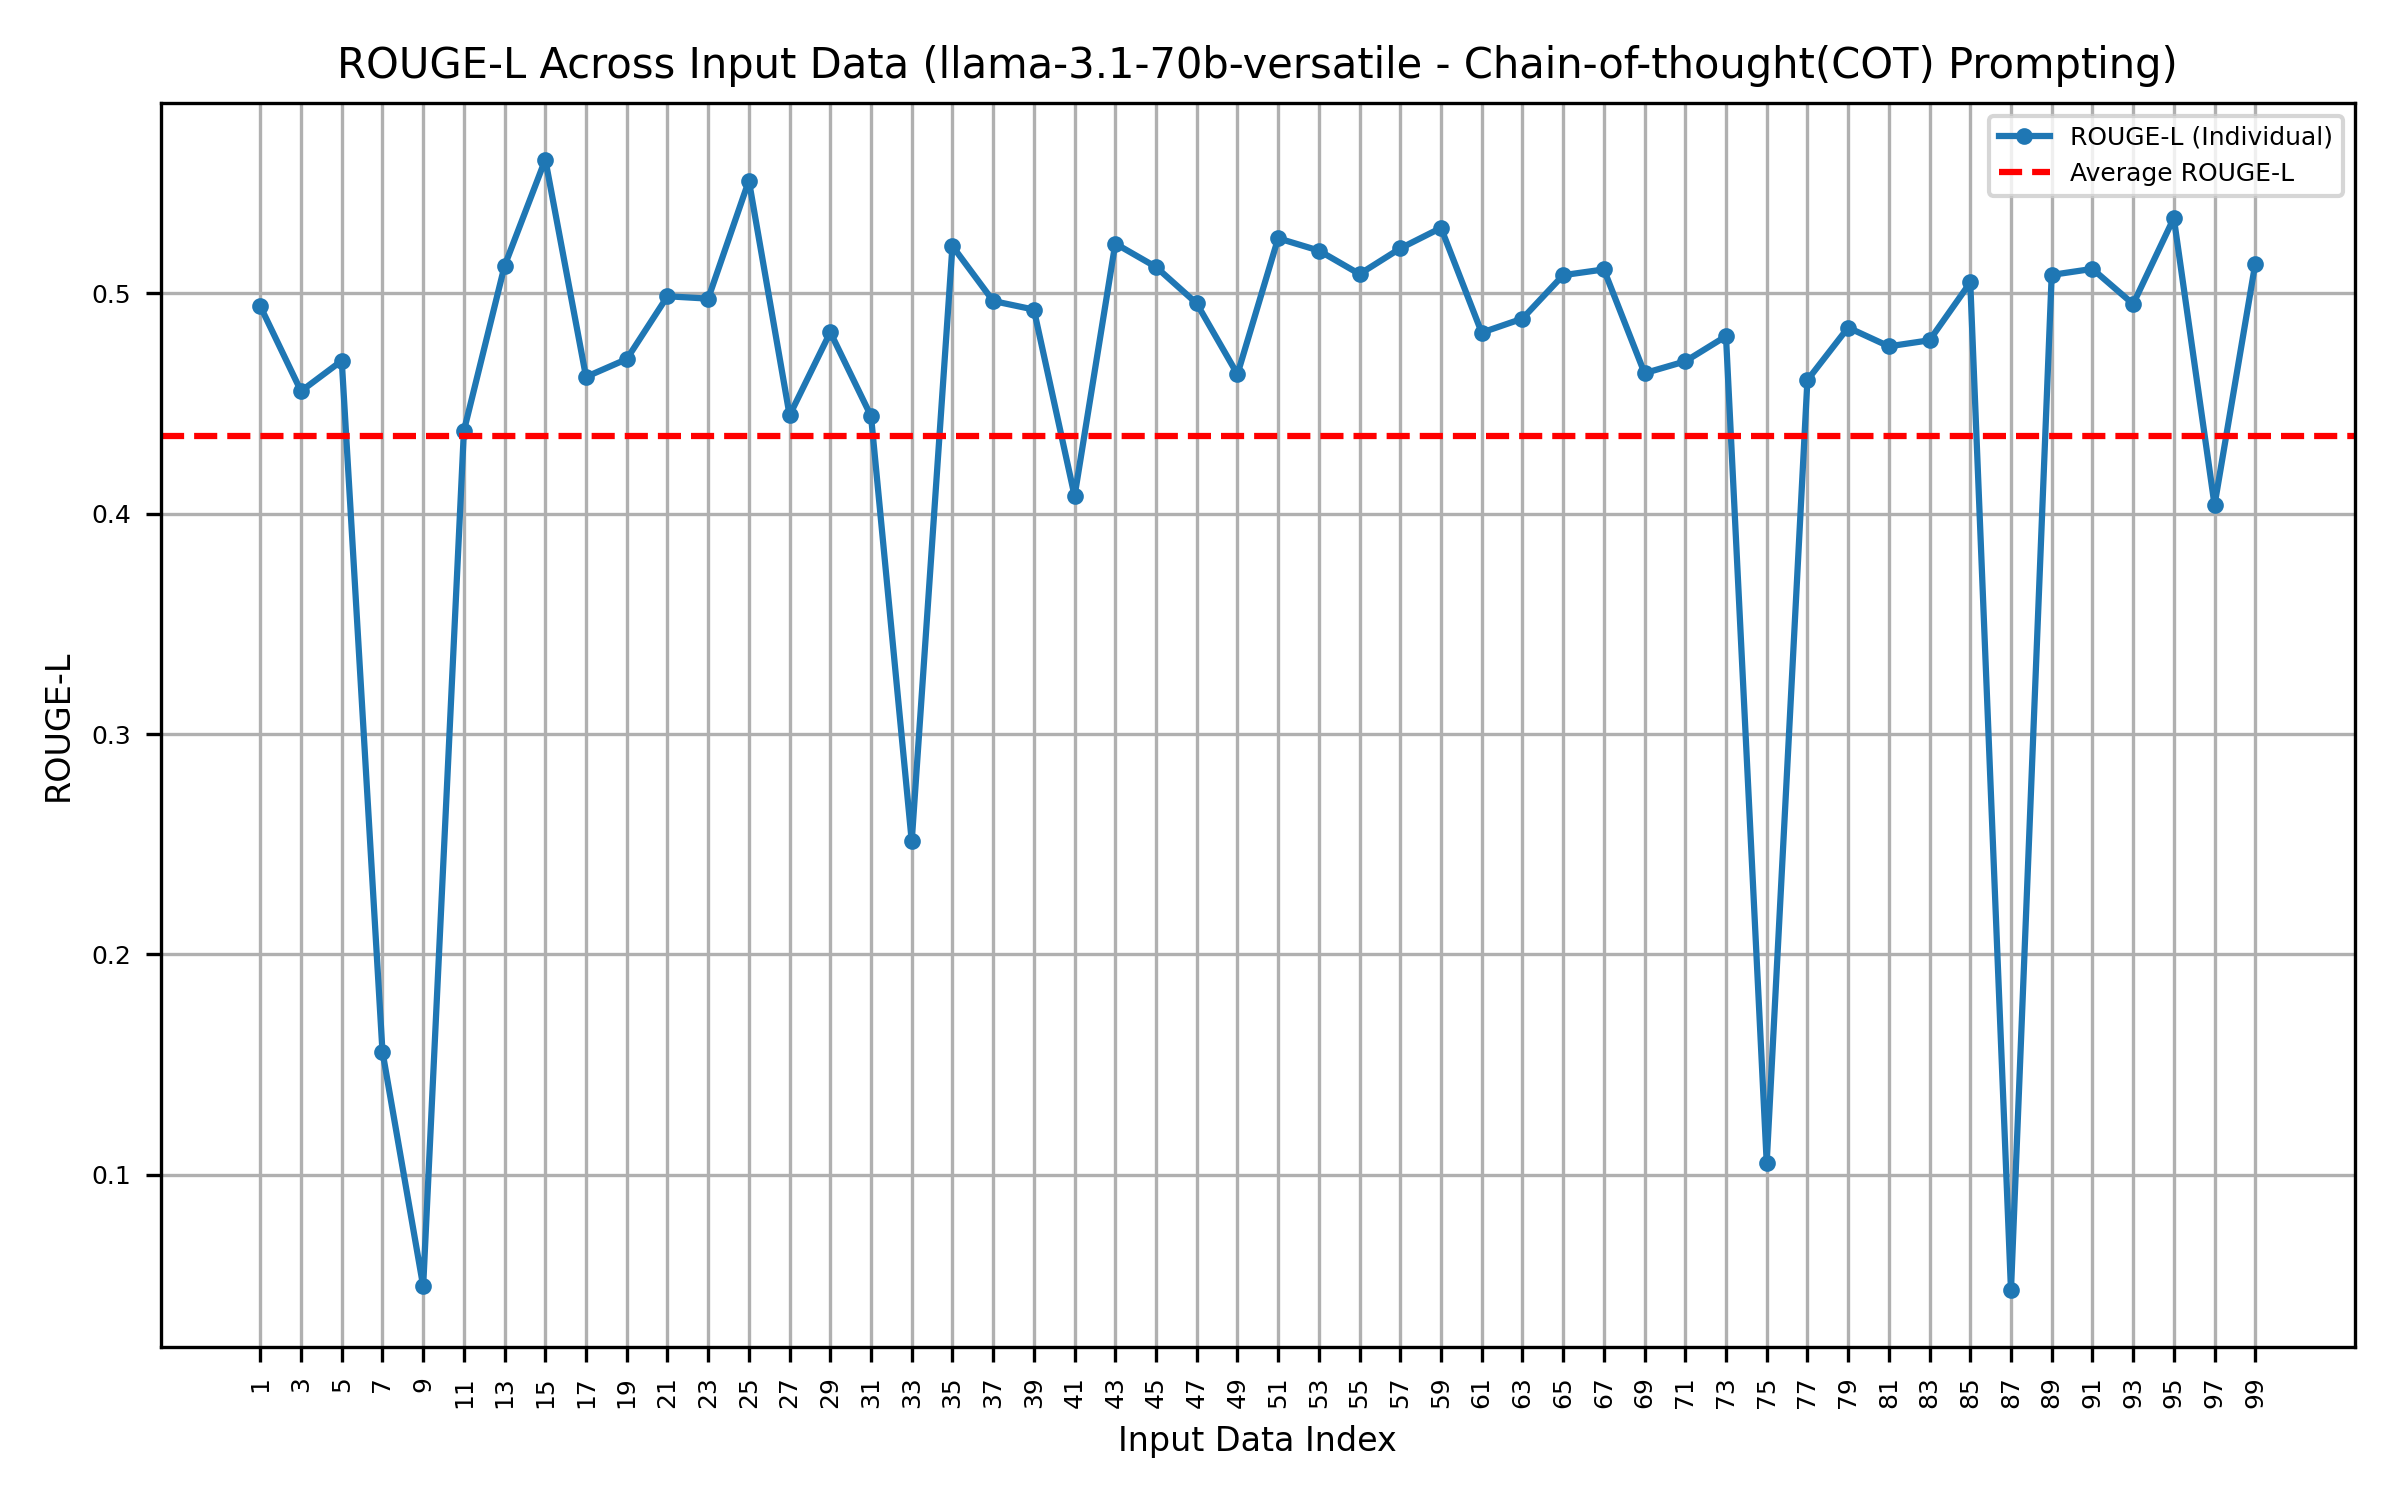 ROUGE-L Across Input Data (llama-3.1-70b-versatile - Chain-of-thought(COT) Prompting)
ROUGE-L (Individual)
Average ROUGE-L
ROUGE-L
0.5
0.4
0.3
0.2
0.1
1 3 5 7 9 11 13 15 17 19 21 23 25 27 29 31 33 35 37 39 41 43 45 47 49 51 53 55 57 59 61 63 65 67 69 71 73 75 77 79 81 83 85 87 89 91 93 95 97 99
Input Data Index